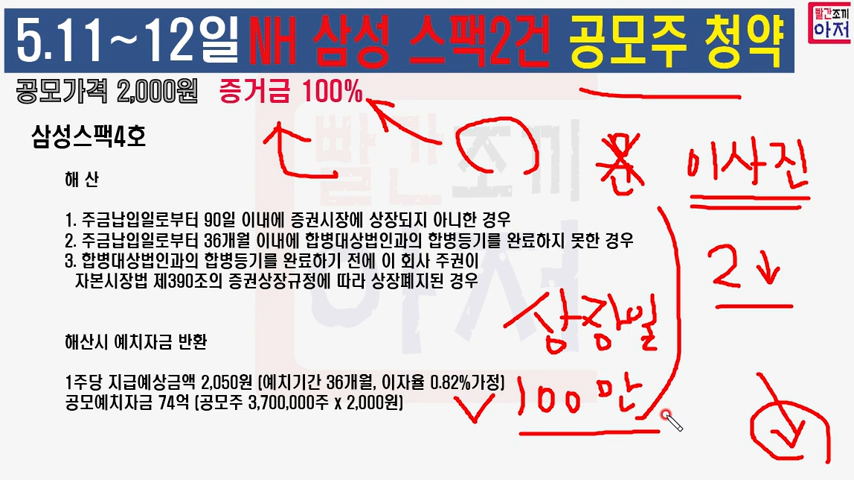 5.11~12일 NH 삼성 스팩2건 공모주 청약
빨간조끼
아저
공모가격 2,000원 증거금 100%
삼성스팩4호
이사진
해 산
1. 주금납입일로부터 90일 이내에 증권시장에 상장되지 아니한 경우
2. 주금납입일로부터 36개월 이내에 합병대상법인과의 합병등기를 완료하지 못한 경우
3. 합병대상법인과의 합병등기를 완료하기 전에 이 회사 주권이
자본시장법 제390조의 증권상장규정에 따라 상장폐지된 경우
2↓
상장일
100만
해산시 예치자금 반환
1주당 지급예상금액 2,050원 (예치기간 36개월, 이자율 0.82%가정)
공모예치자금 74억 (공모주 3,700,000주 x 2,000원)
빨간조끼
아저